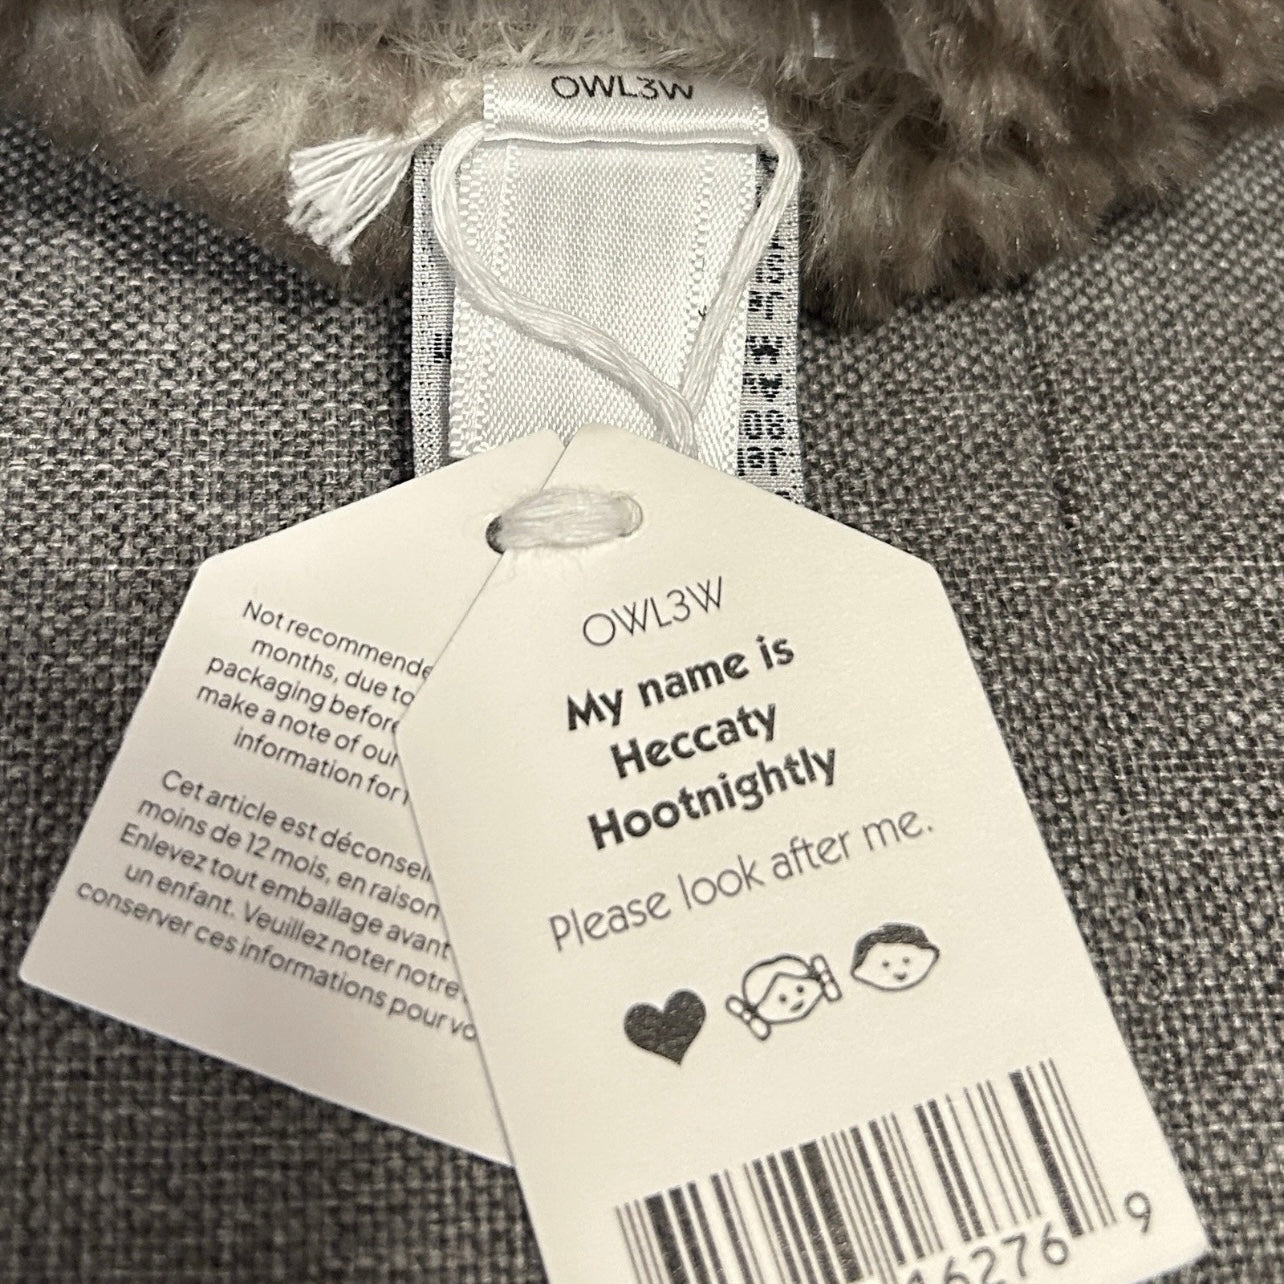 OWL3W
Not recommende
months, due to
packaging before
make a note of our
information for
Cet article est déconseil
moins de 12 mois, en raison
Enlevez tout emballage avant
un enfant. Veuillez noter notre
conserver ces informations pour vo
OWL3W
My name is
Heccaty
Hootnightly
Please look after me.
16276 9